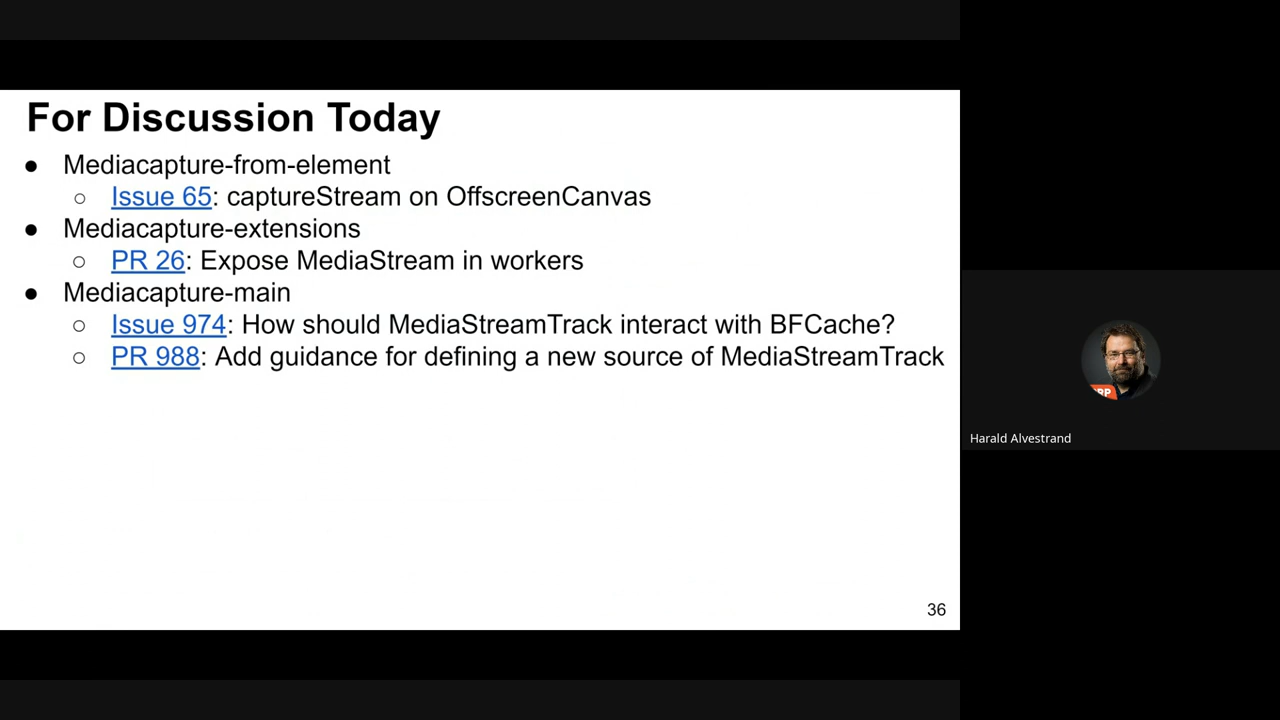 For Discussion Today
● Mediacapture-from-element
○ Issue 65: captureStream on OffscreenCanvas
● Mediacapture-extensions
○ PR 26: Expose MediaStream in workers
● Mediacapture-main
○ Issue 974: How should MediaStreamTrack interact with BFCache?
○ PR 988: Add guidance for defining a new source of MediaStreamTrack
36
RP
Harald Alvestrand